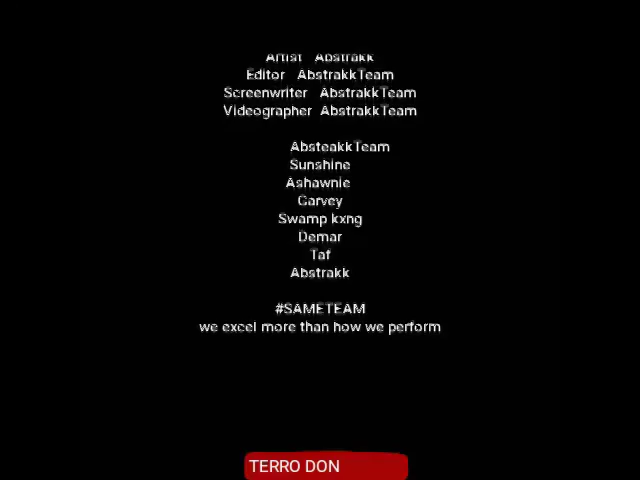 Artist Abstrakk
Editor AbstrakkTeam
Screenwriter AbstrakkTeam
Videographer AbstrakkTeam
AbsteakkTeam
Sunshine
Ashawnie
Garvey
Swamp kxng
Demar
Taf
Abstrakk
#SAMETEAM
we excel more than how we perform
TERRO DON